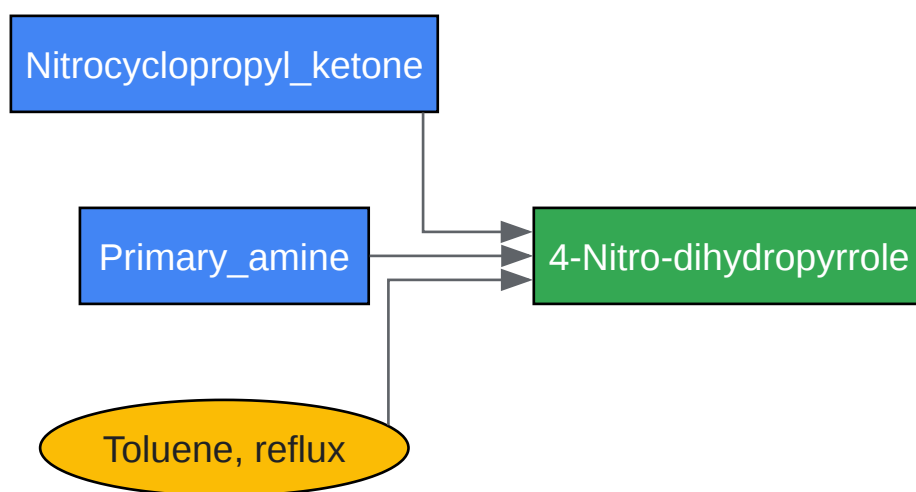 Nitrocyclopropyl_ketone
Primary_amine
4-Nitro-dihydropyrrole
Toluene, reflux